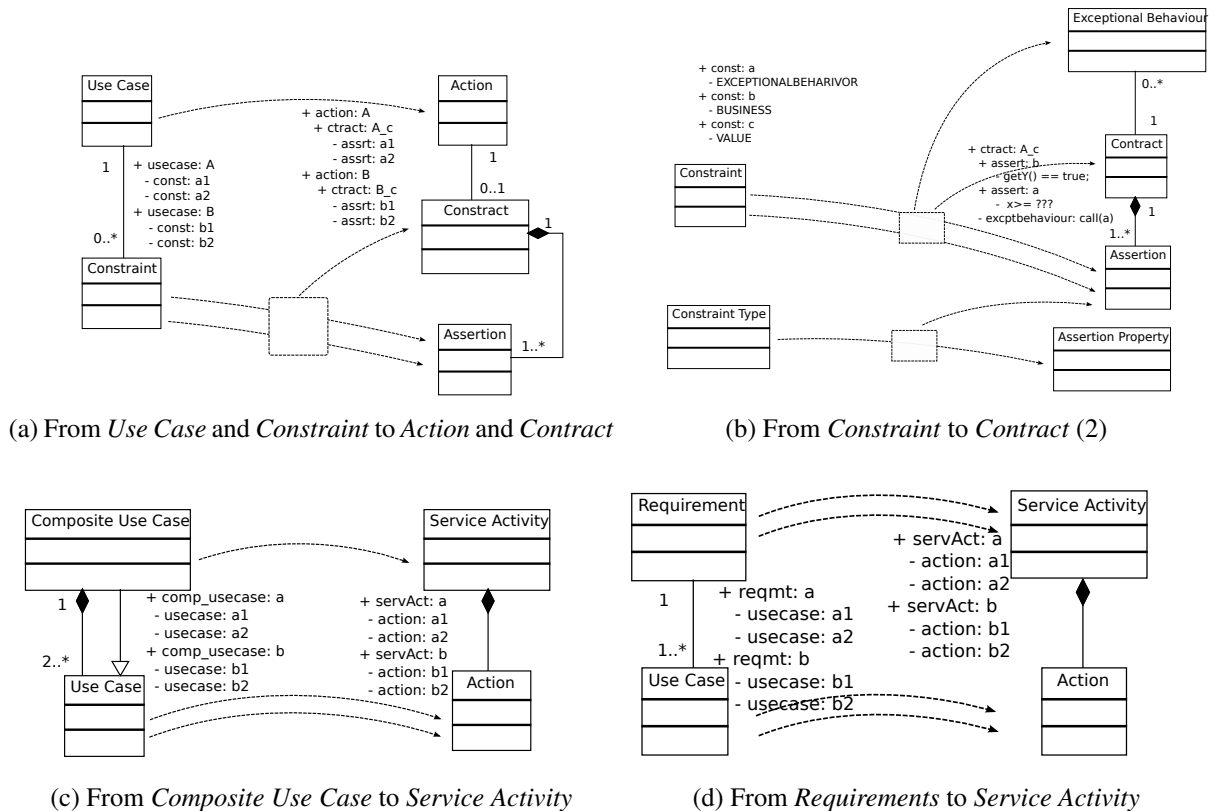 Use Case
Action
1
1
+ usecase: A
- const: a1
- const: a2
+ usecase: B
- const: b1
- const: b2
0..*
+ action: A
+ ctract: A_c
- assrt: a1
- assrt: a2
+ action: B
+ ctract: B_c
- assrt: b1
- assrt: b2
0..1
Constract
1
Constraint
Assertion
1..*
(a) From Use Case and Constraint to Action and Contract
Exceptional Behaviour
+ const: a
- EXCEPTIONALBEHARIVOR
+ const: b
- BUSINESS
+ const: c
- VALUE
0..*
1
Contract
Constraint
+ ctract: A_c
+ assert: b
- getY() == true;
+ assert: a
- x>= ???
- excptbehaviour: call(a)
1
1..*
Assertion
Constraint Type
Assertion Property
(b) From Constraint to Contract (2)
Composite Use Case
Service Activity
1
+ comp_usecase: a
- usecase: a1
- usecase: a2
+ comp_usecase: b
- usecase: b1
- usecase: b2
+ servAct: a
- action: a1
- action: a2
+ servAct: b
- action: b1
- action: b2
2..*
Use Case
Action
(c) From Composite Use Case to Service Activity
Requirement
Service Activity
1
+ reqmt: a
- usecase: a1
- usecase: a2
+ reqmt: b
- usecase: b1
- usecase: b2
+ servAct: a
- action: a1
- action: a2
+ servAct: b
- action: b1
- action: b2
1..*
Use Case
Action
(d) From Requirements to Service Activity